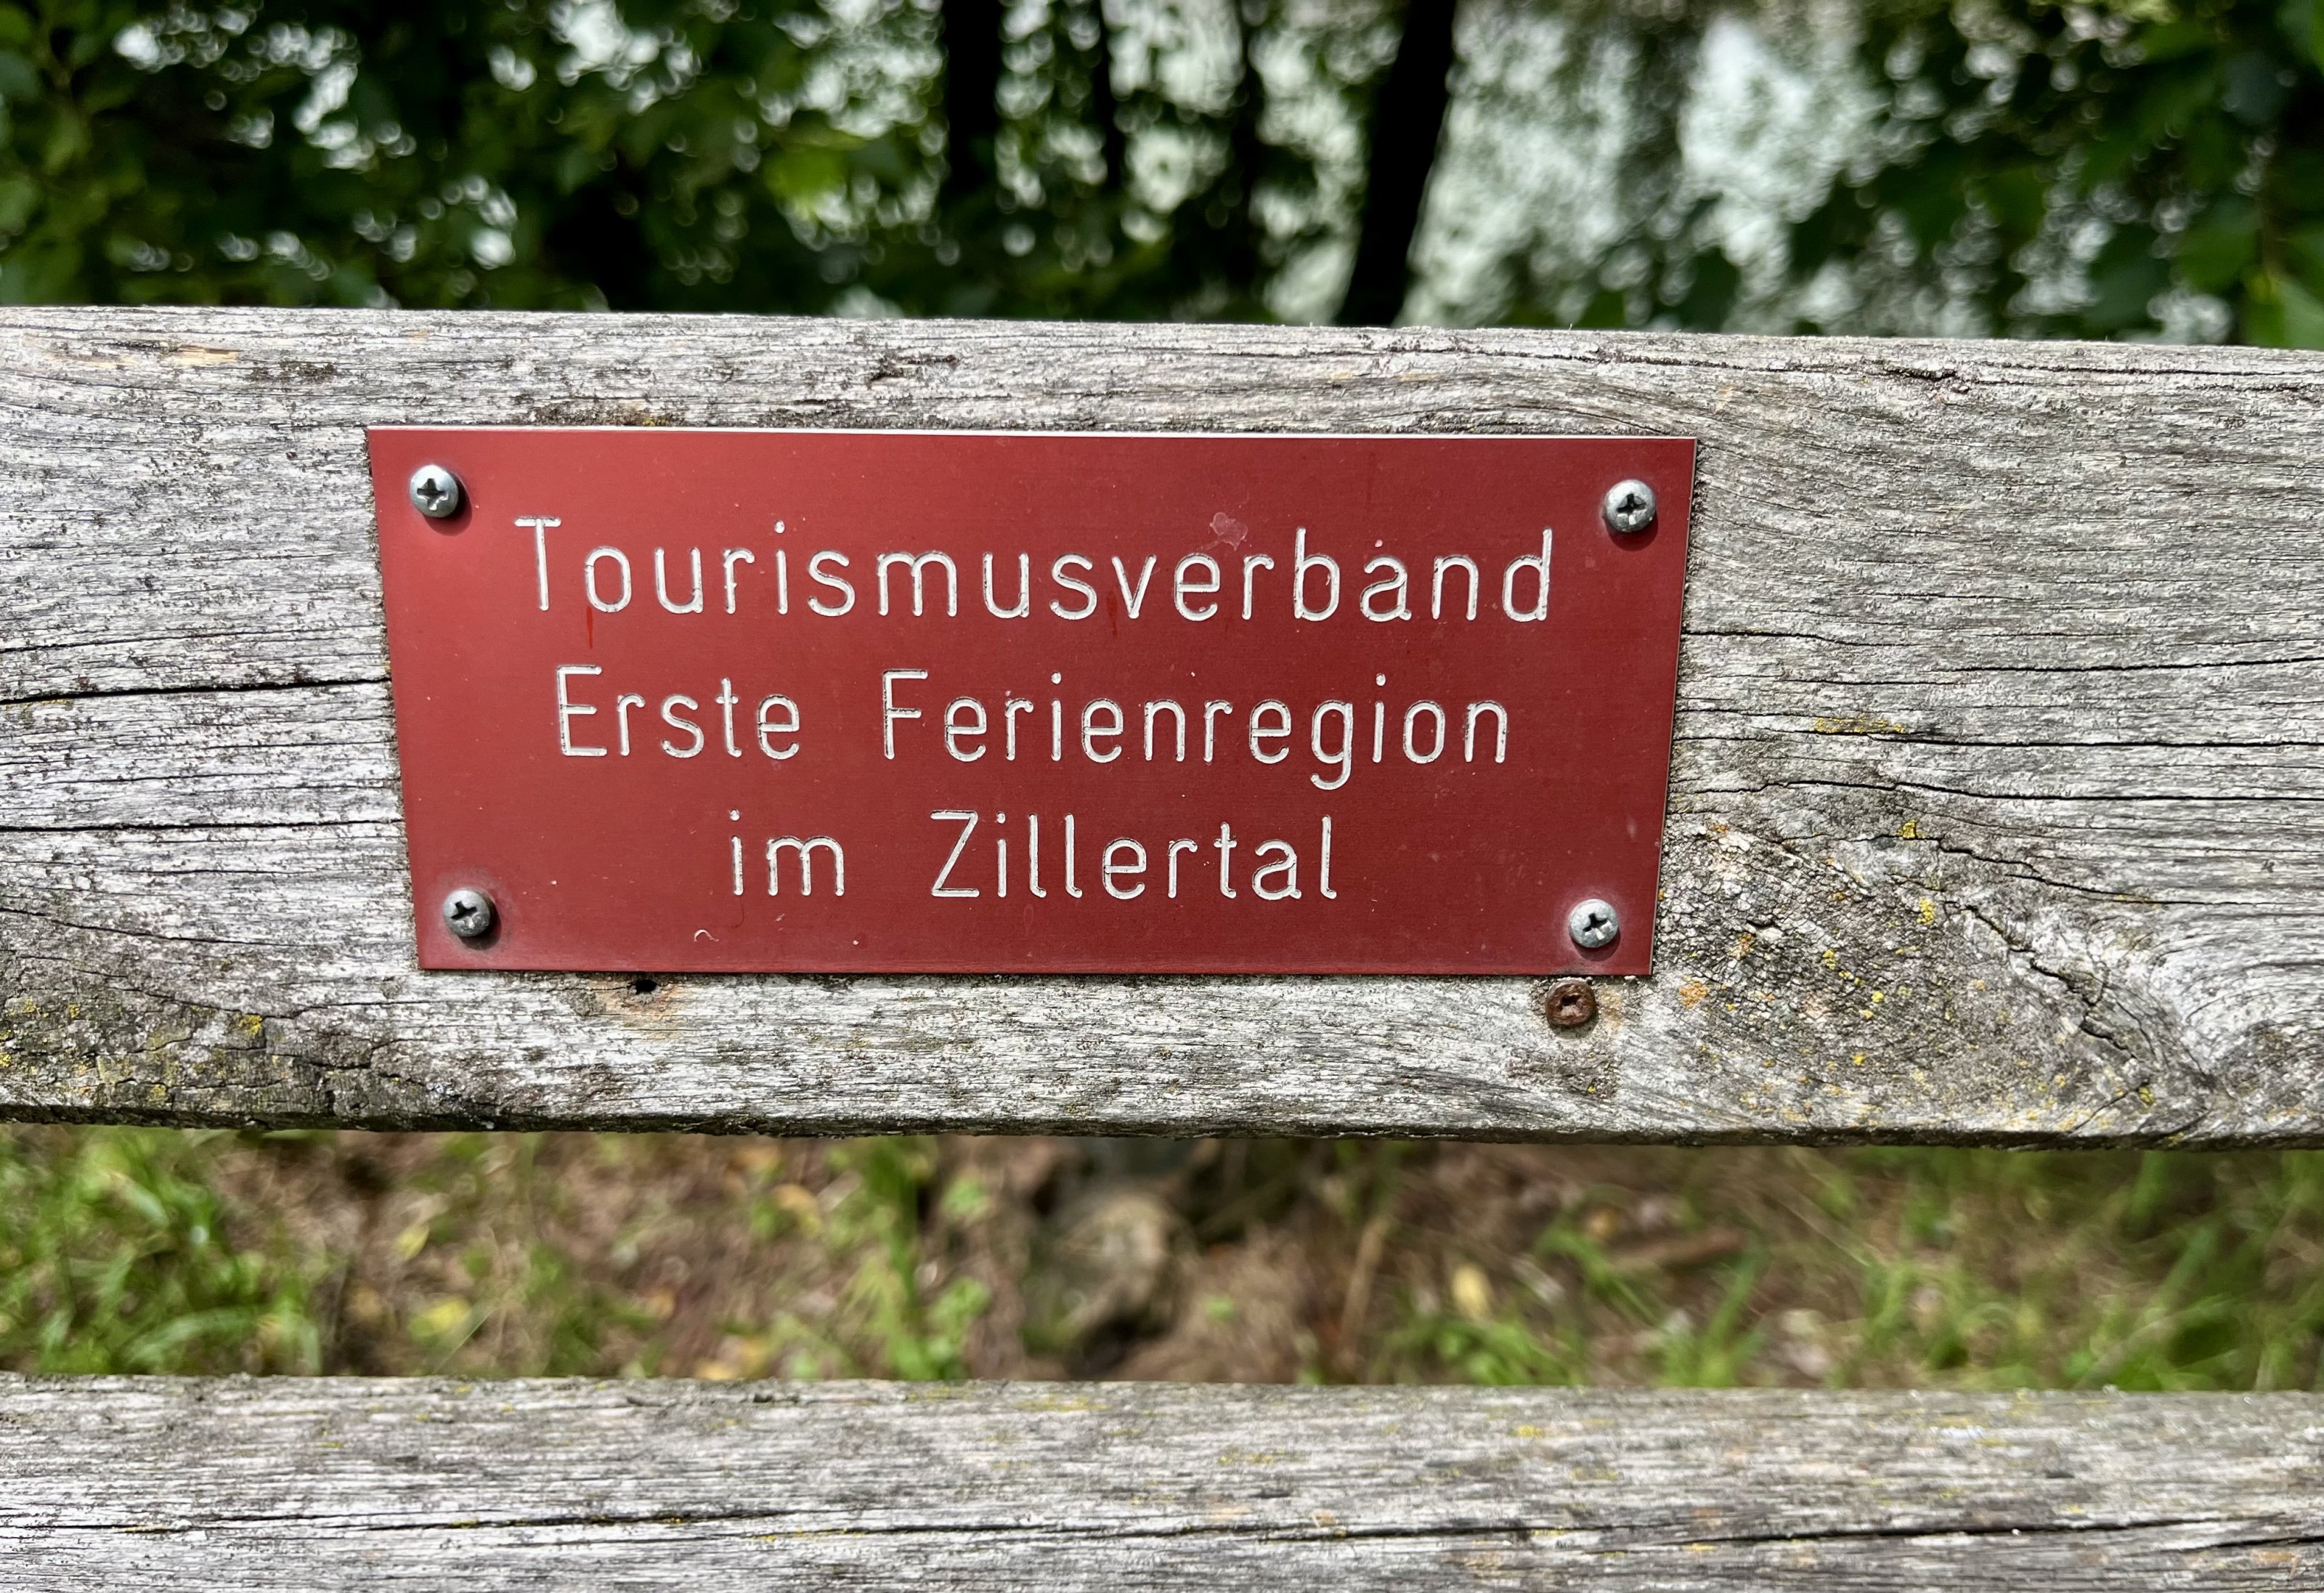 Tourismusverband
Erste Ferienregion
im Zillertal